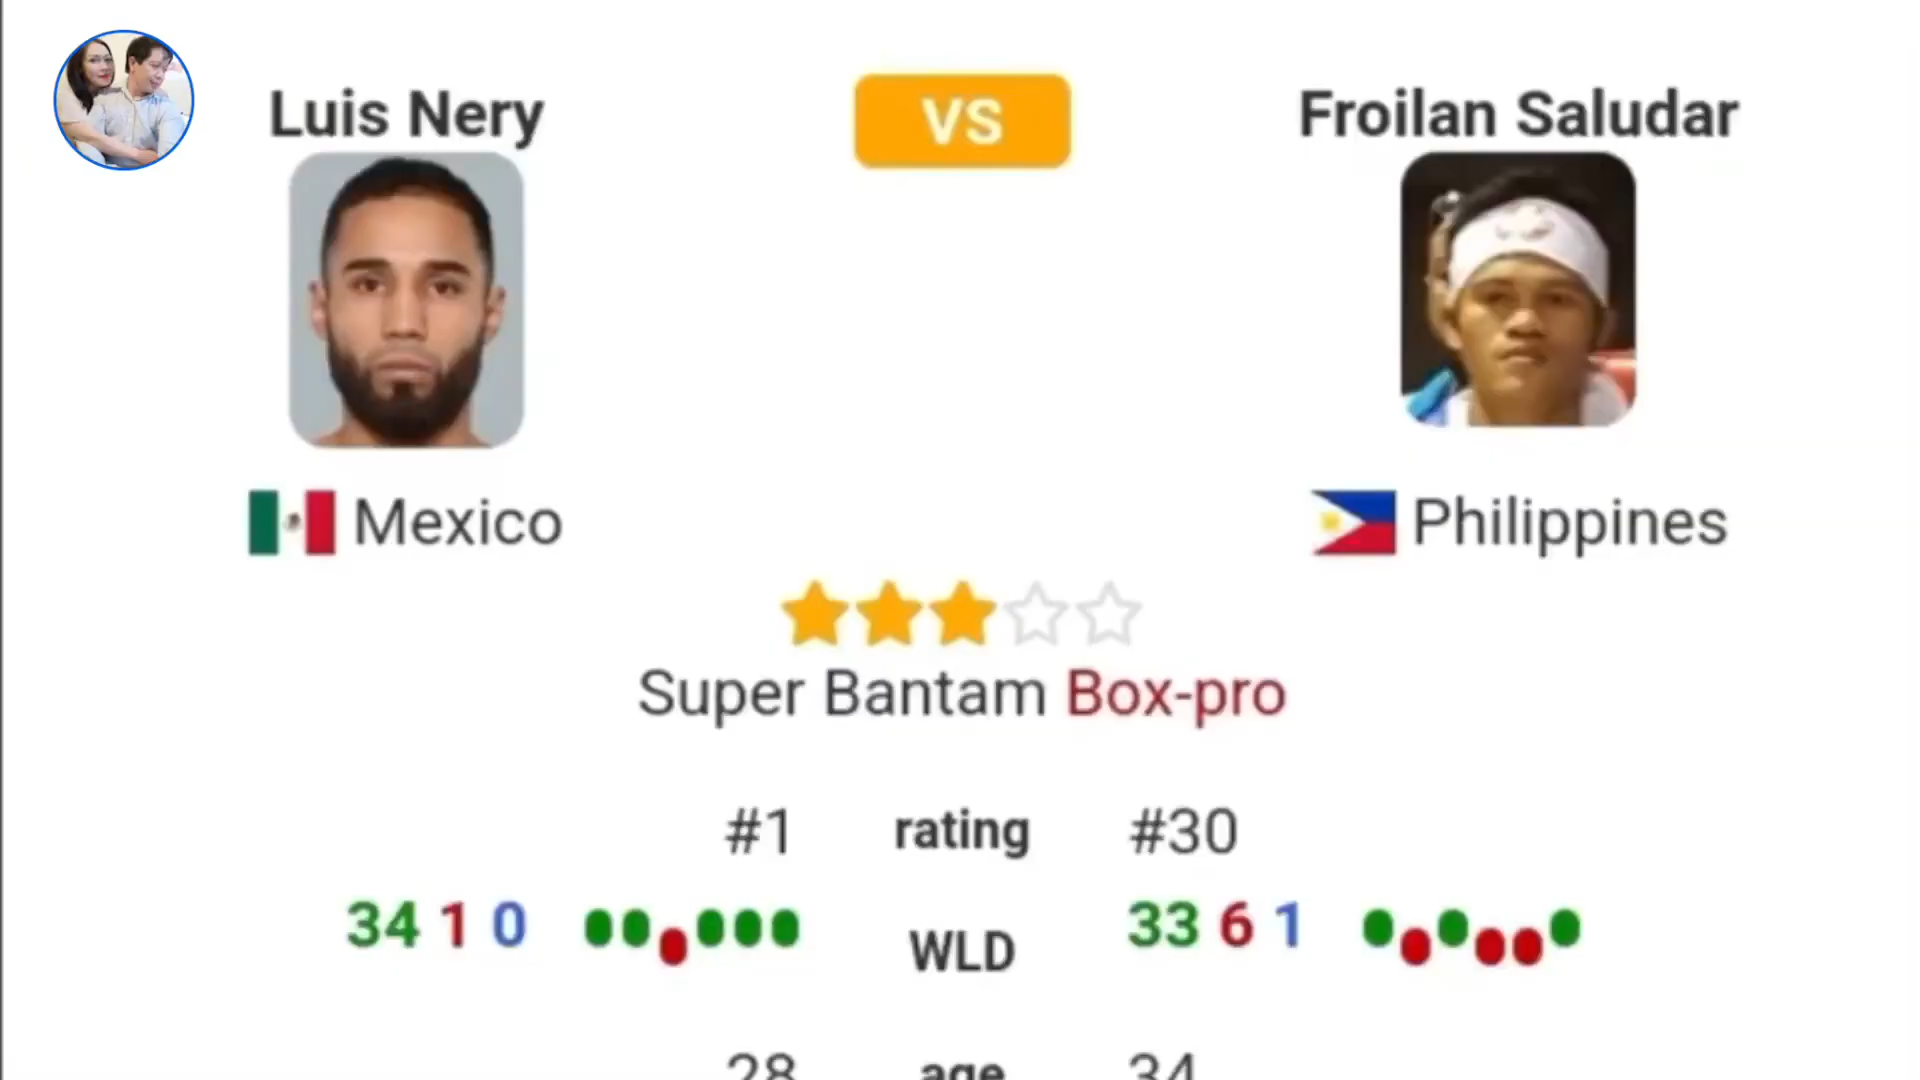 Luis Nery VS Froilan Saludar
Mexico Philippines
Super Bantam Box-pro
#1 rating #30
34 1 0 WLD 33 6 1
28 age 34